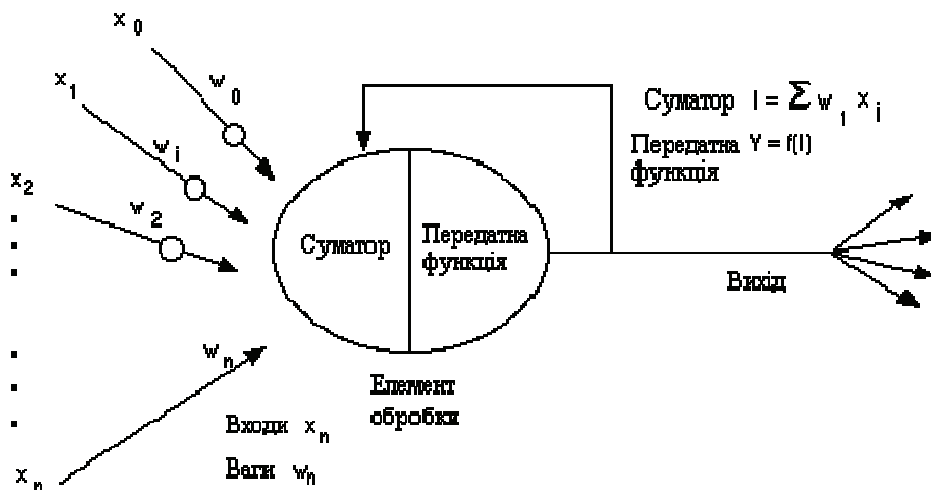 x0
w0
x1
wi
x2
w2
wn
xn
Суматор I = Σ w1 xi
Передатна Y = f(I)
функція
Суматор
Передатна
функція
Вихід
Елемент
обробки
Входи xn
Ваги wn